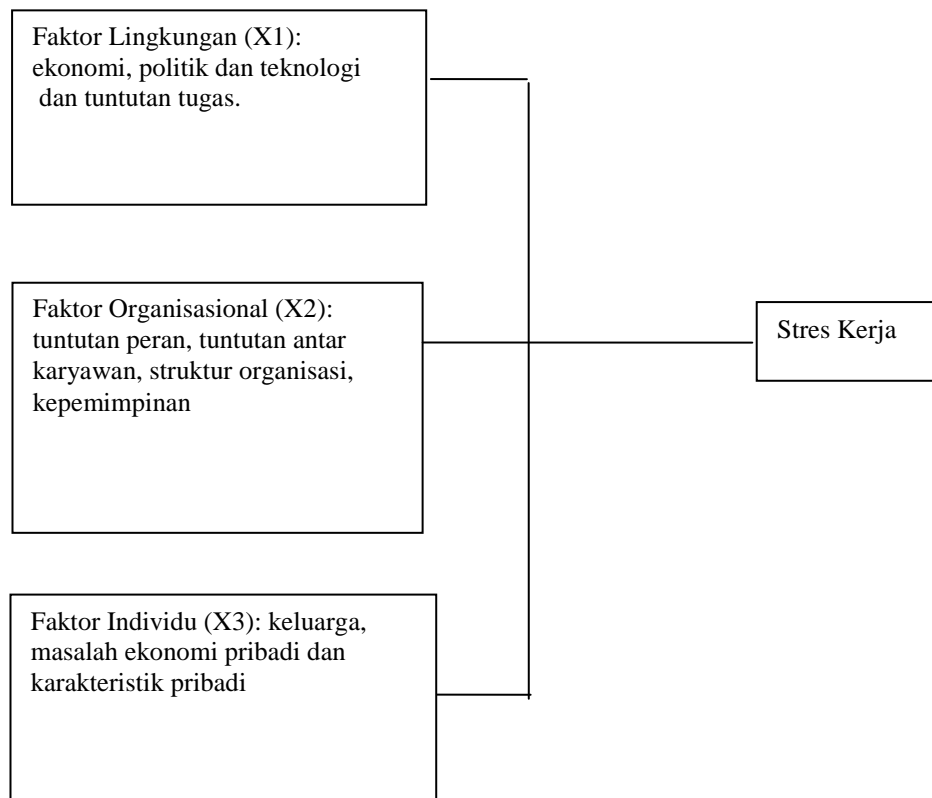 Faktor Lingkungan (X1):
ekonomi, politik dan teknologi
dan tuntutan tugas.
Faktor Organisasional (X2):
tuntutan peran, tuntutan antar
karyawan, struktur organisasi,
kepemimpinan
Stres Kerja
Faktor Individu (X3): keluarga,
masalah ekonomi pribadi dan
karakteristik pribadi